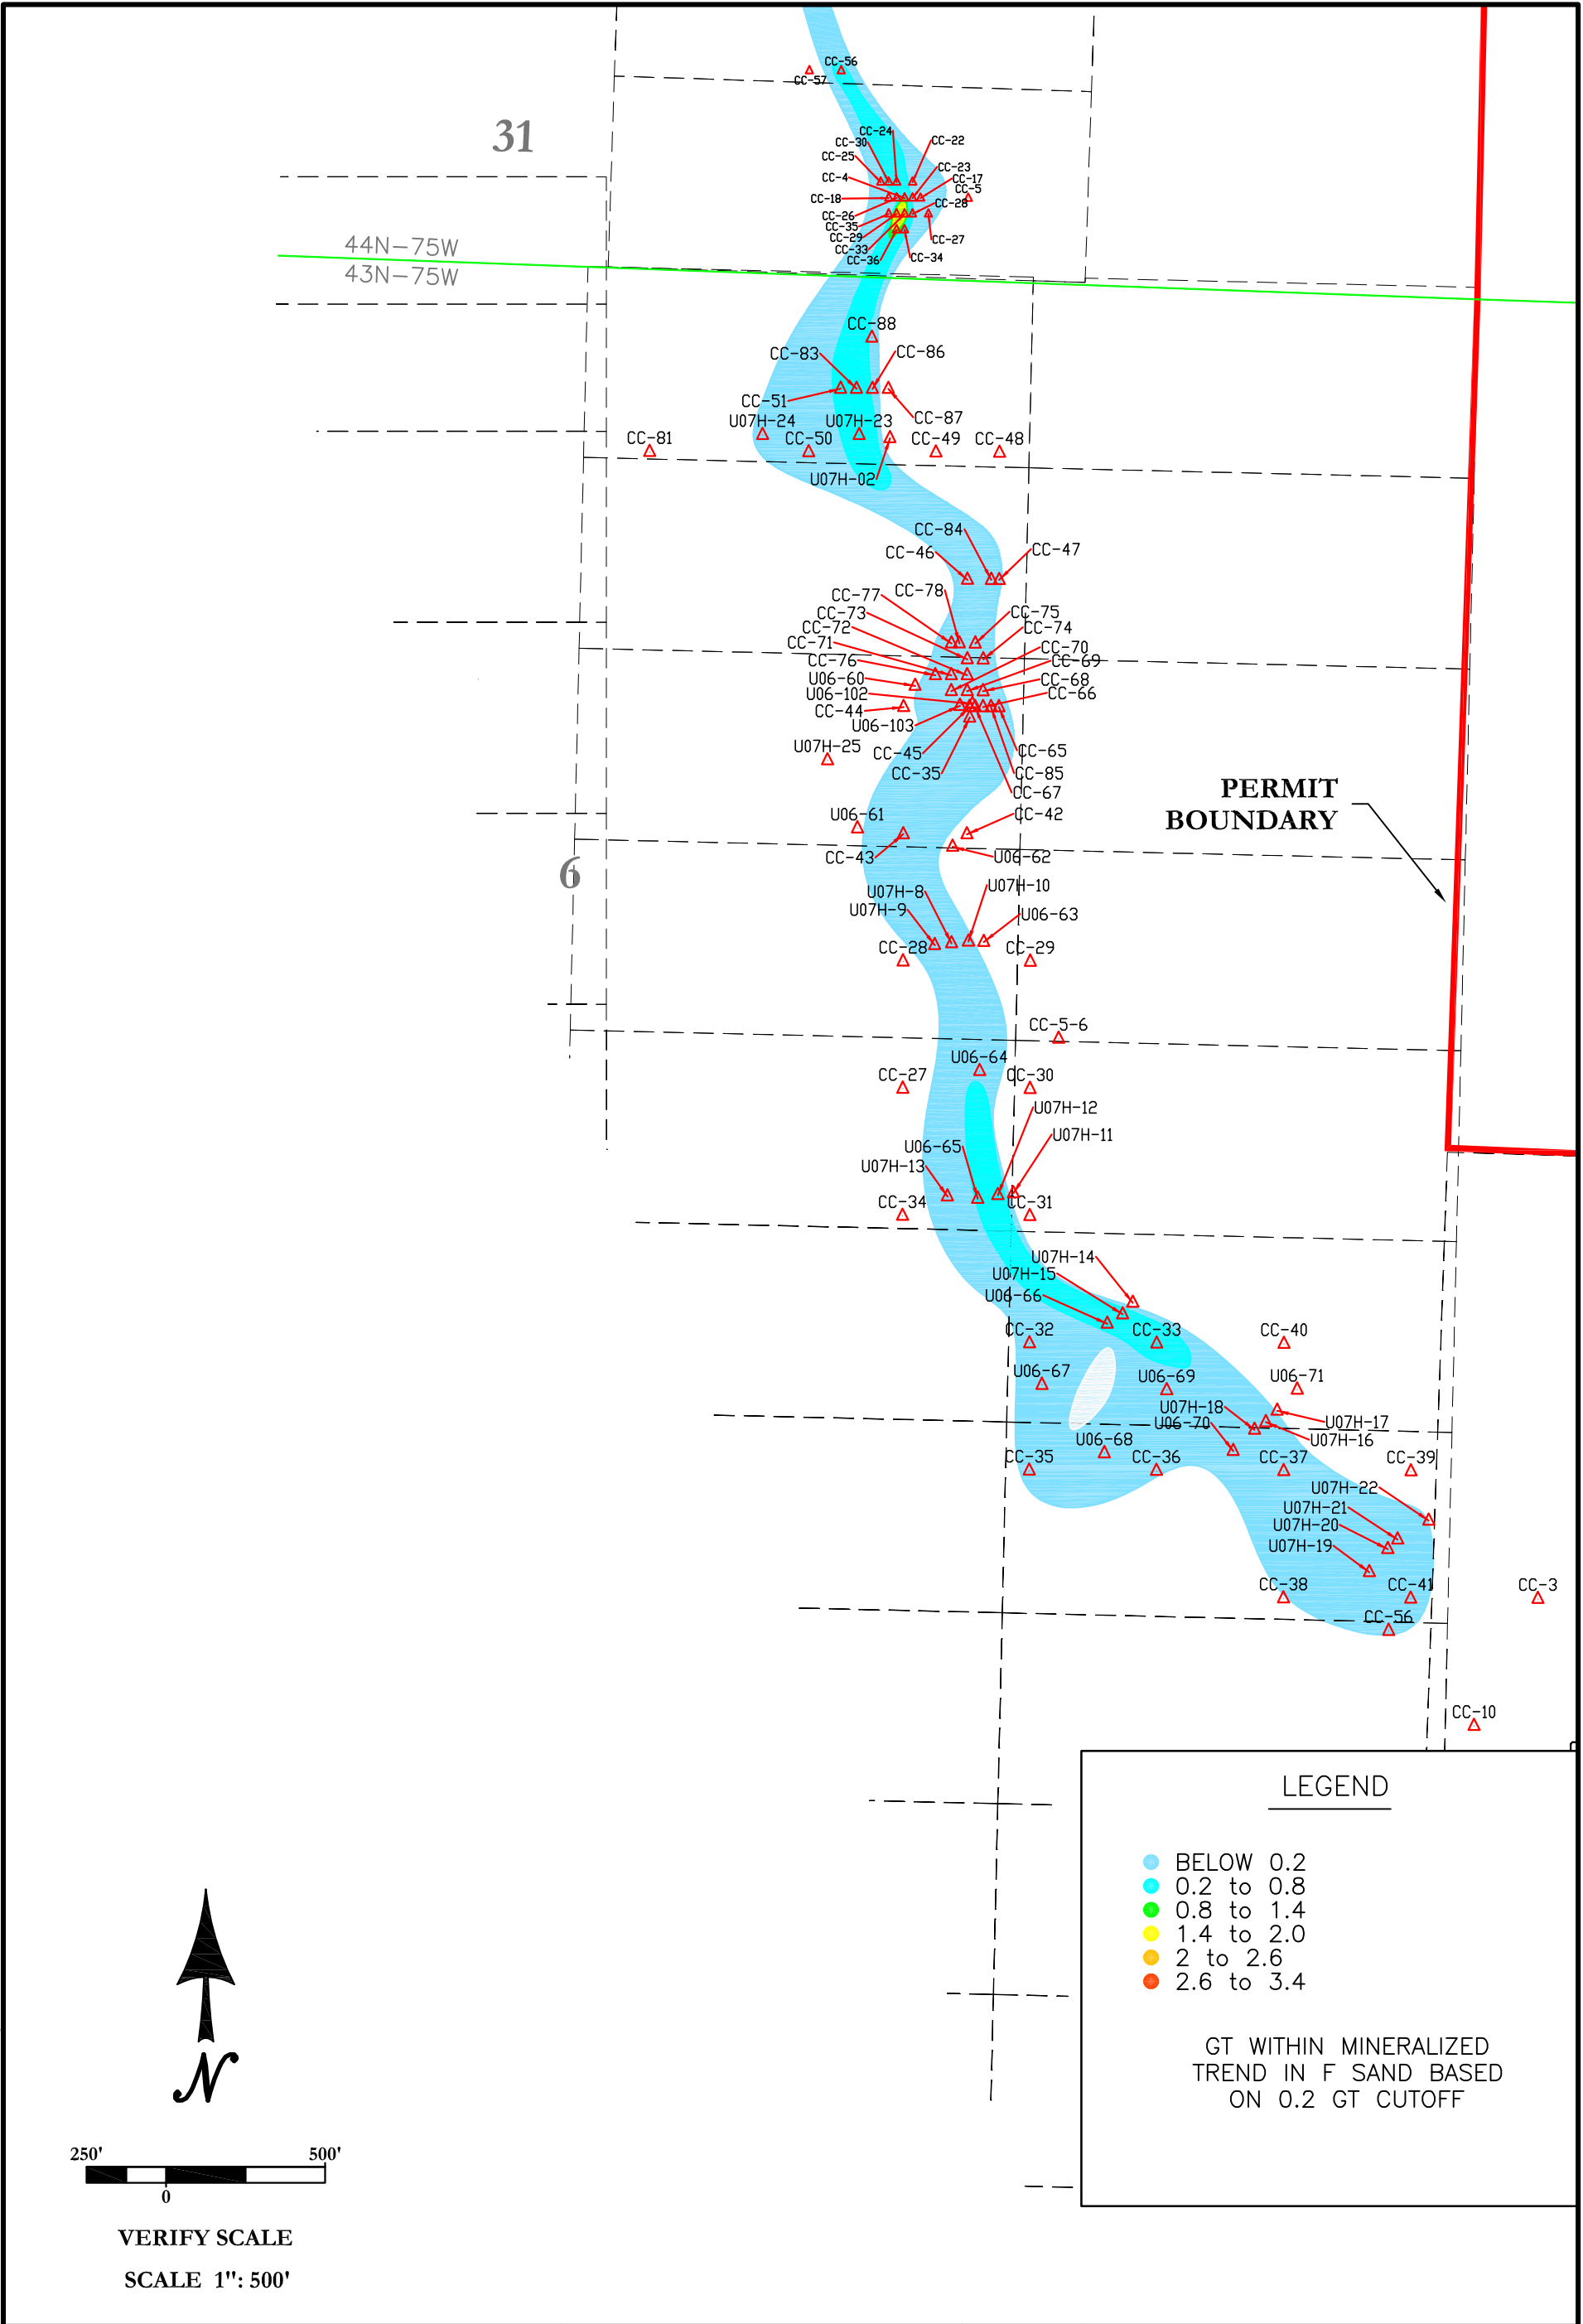 CC-56
CC-57
31
CC-24
CC-30
CC-22
CC-25
CC-23
CC-4
CC-17
CC-5
CC-18
CC-28
CC-26
CC-35
CC-29
CC-27
CC-33
CC-36
CC-34
44N-75W
43N-75W
CC-88
CC-83
CC-86
CC-51
CC-87
U07H-24
U07H-23
CC-81
CC-50
CC-49
CC-48
U07H-02
CC-84
CC-46
CC-47
CC-77
CC-78
CC-73
CC-75
CC-72
CC-74
CC-71
CC-70
CC-76
CC-69
U06-60
CC-68
U06-102
CC-66
CC-44
U06-103
U07H-25
CC-45
CC-65
CC-35
CC-85
CC-67
PERMIT
BOUNDARY
U06-61
CC-42
CC-43
U06-62
6
U07H-8
U07H-10
U07H-9
U06-63
CC-28
CC-29
CC-5-6
U06-64
CC-27
CC-30
U07H-12
U07H-11
U06-65
U07H-13
CC-34
CC-31
U07H-14
U07H-15
U06-66
CC-32
CC-33
CC-40
U06-67
U06-69
U06-71
U07H-18
U07H-17
U06-70
U07H-16
U06-68
CC-35
CC-36
CC-37
CC-39
U07H-22
U07H-21
U07H-20
U07H-19
CC-38
CC-41
CC-3
CC-56
CC-10
LEGEND
BELOW 0.2
0.2 to 0.8
0.8 to 1.4
1.4 to 2.0
2 to 2.6
2.6 to 3.4
GT WITHIN MINERALIZED
TREND IN F SAND BASED
ON 0.2 GT CUTOFF
N
250' 500'
0
VERIFY SCALE
SCALE 1": 500'